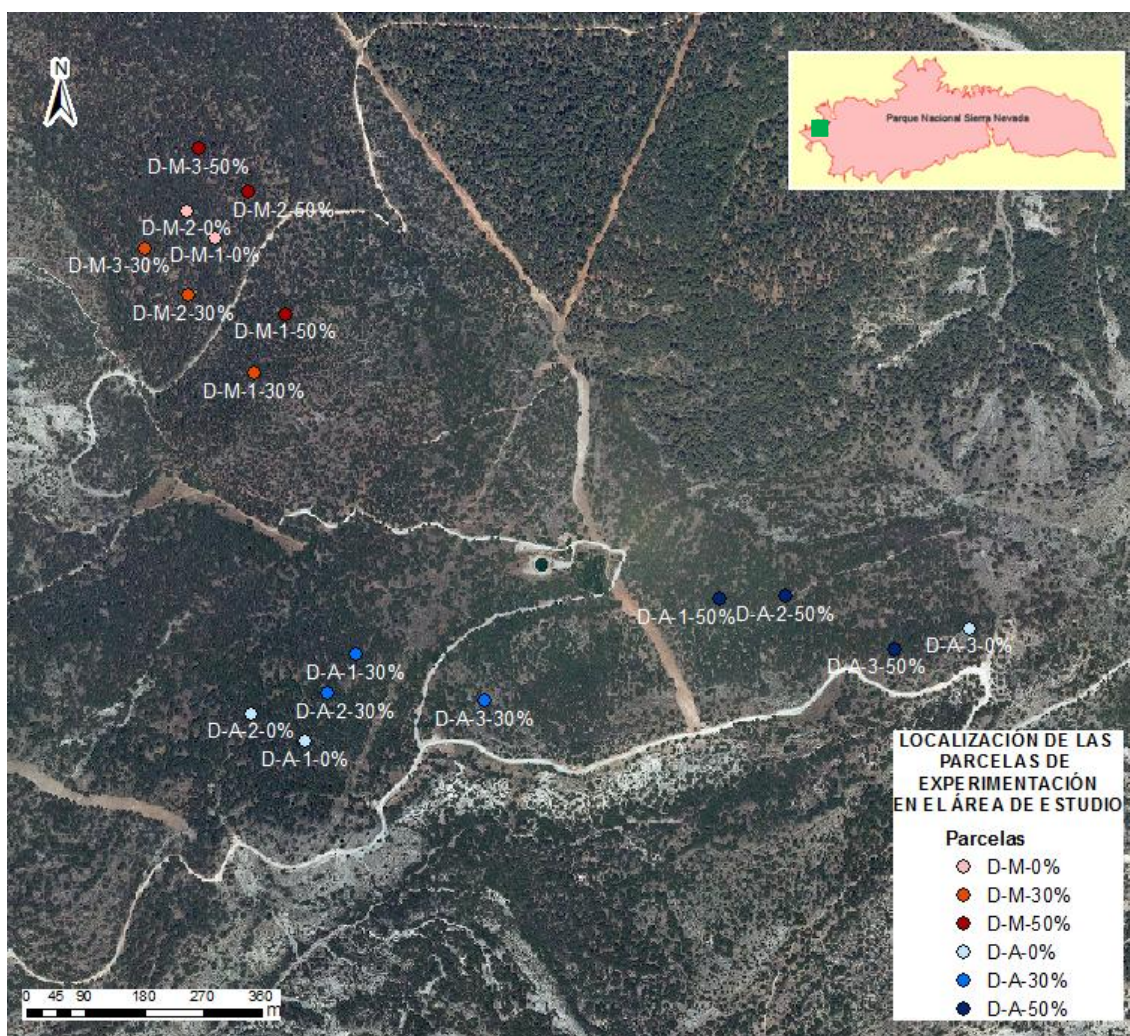 N
Parque Nacional Sierra Nevada
D-M-3-50%
D-M-2-50%
D-M-2-0%
D-M-1-0%
D-M-3-30%
D-M-2-30%
D-M-1-50%
D-M-1-30%
D-A-1-50%
D-A-2-50%
D-A-3-0%
D-A-3-50%
D-A-1-30%
D-A-2-30%
D-A-3-30%
D-A-2-0%
D-A-1-0%
LOCALIZACIÓN DE LAS
PARCELAS DE
EXPERIMENTACIÓN
EN EL ÁREA DE ESTUDIO
Parcelas
D-M-0%
D-M-30%
D-M-50%
D-A-0%
D-A-30%
D-A-50%
0 45 90 180 270 360
m